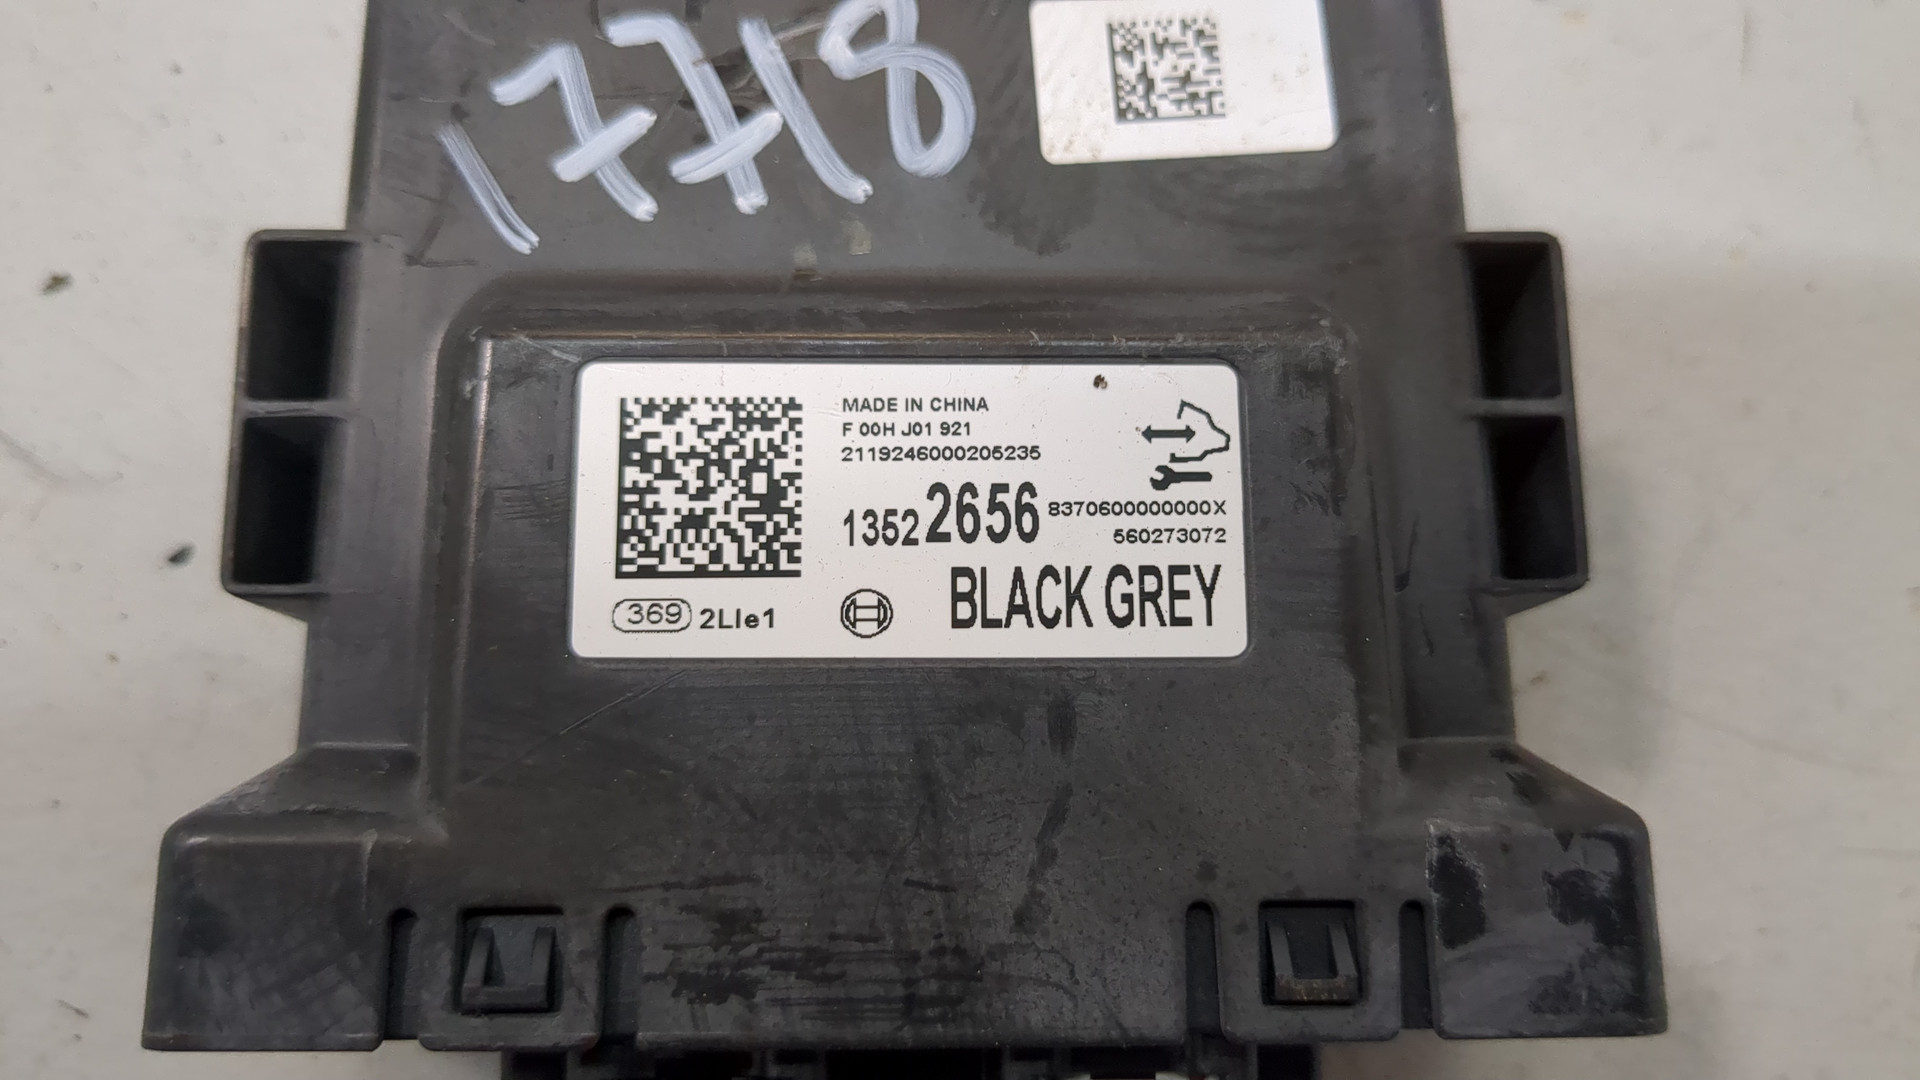 17718
MADE IN CHINA
F 00H J01 921
2119246000205235
13522656
8370600000000X
560273072
369 2LIe1
BLACK GREY